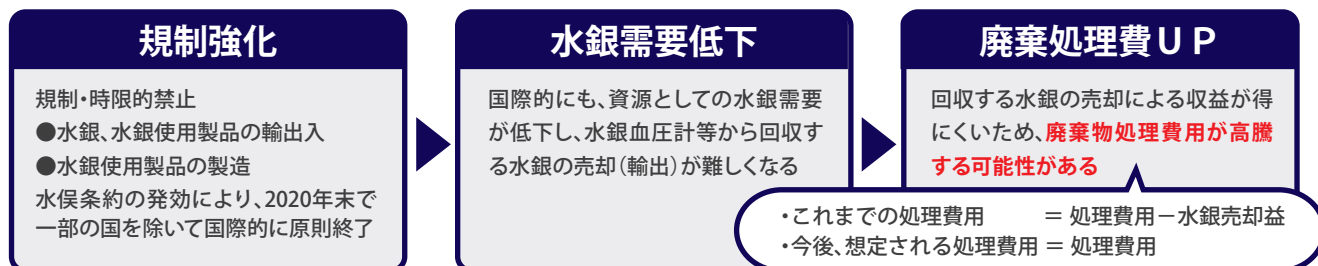 規制強化
規制・時限的禁止
●水銀、水銀使用製品の輸出入
●水銀使用製品の製造
水俣条約の発効により、2020年末で
一部の国を除いて国際的に原則終了
水銀需要低下
国際的にも、資源としての水銀需要
が低下し、水銀血圧計等から回収す
る水銀の売却（輸出）が難しくなる
廃棄処理費ＵＰ
回収する水銀の売却による収益が得
にくいため、廃棄物処理費用が高騰
する可能性がある
・これまでの処理費用　　　＝ 処理費用－水銀売却益
・今後、想定される処理費用 ＝ 処理費用